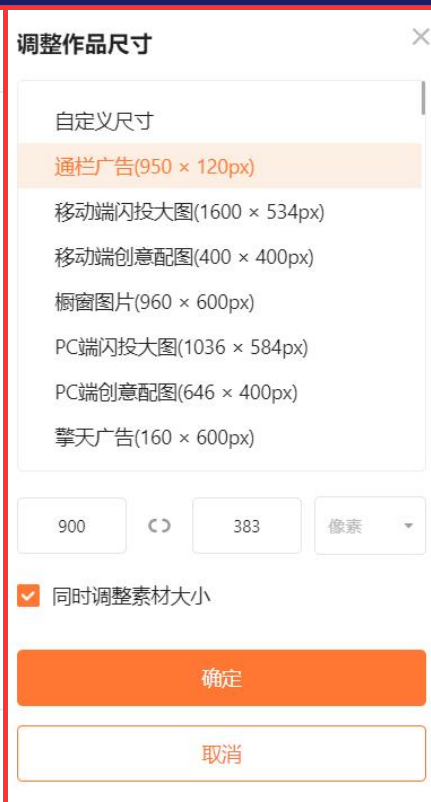 调整作品尺寸
自定义尺寸
通栏广告(950 × 120px)
移动端闪投大图(1600 × 534px)
移动端创意配图(400 × 400px)
橱窗图片(960 × 600px)
PC端闪投大图(1036 × 584px)
PC端创意配图(646 × 400px)
擎天广告(160 × 600px)
900 383 像素
同时调整素材大小
确定
取消